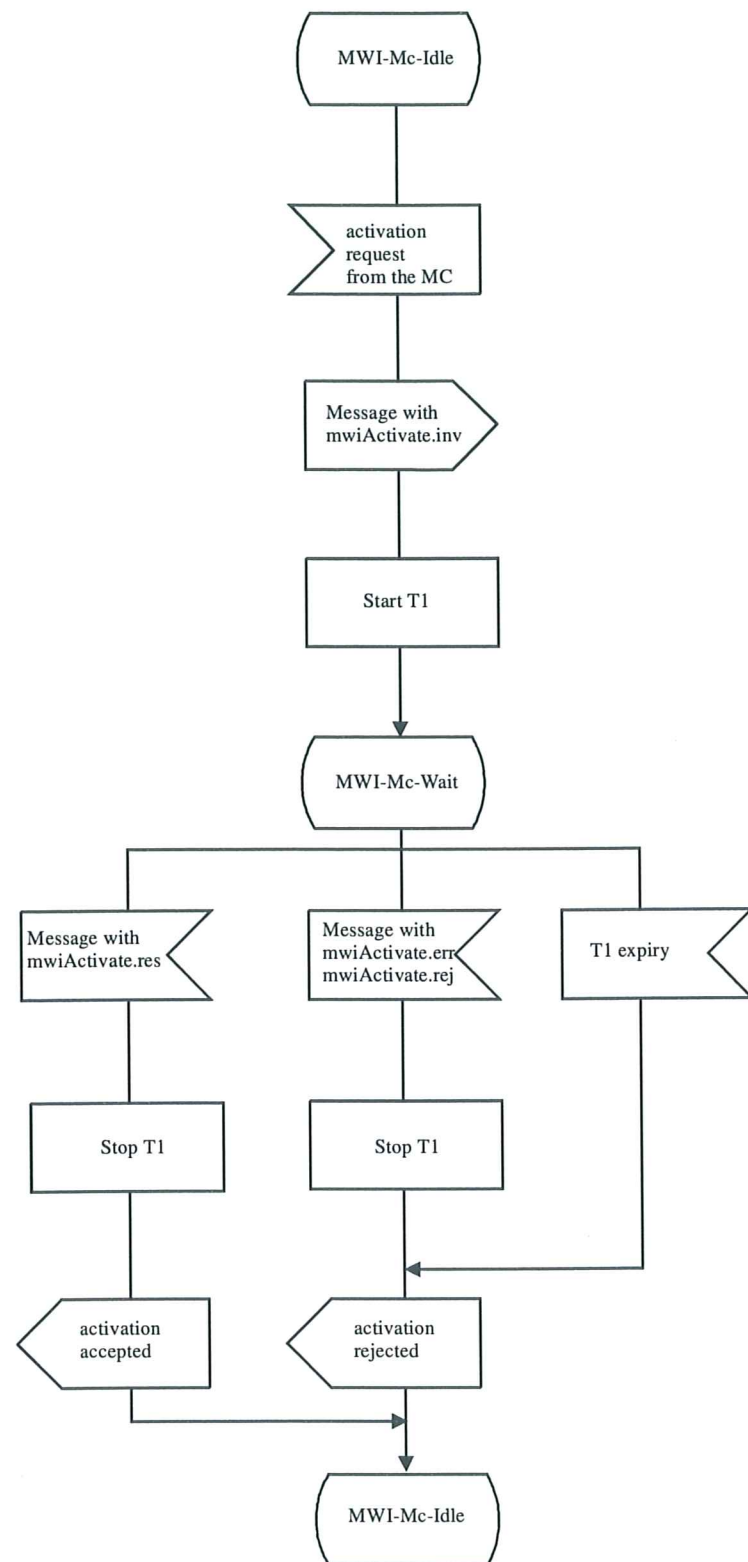 MWI-Mc-Idle
activation
request
from the MC
Message with
mwiActivate.inv
Start T1
MWI-Mc-Wait
Message with
mwiActivate.res
Message with
mwiActivate.err
mwiActivate.rej
T1 expiry
Stop T1
Stop T1
activation
accepted
activation
rejected
MWI-Mc-Idle